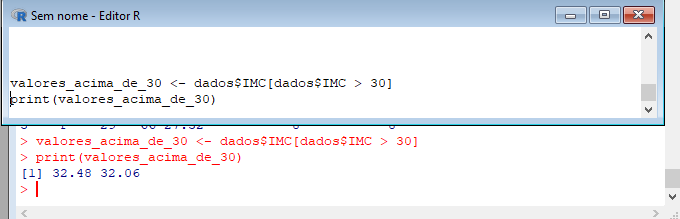 Sem nome - Editor R
valores_acima_de_30 <- dados$IMC[dados$IMC > 30]
print(valores_acima_de_30)
> valores_acima_de_30 <- dados$IMC[dados$IMC > 30]
> print(valores_acima_de_30)
[1] 32.48 32.06
>